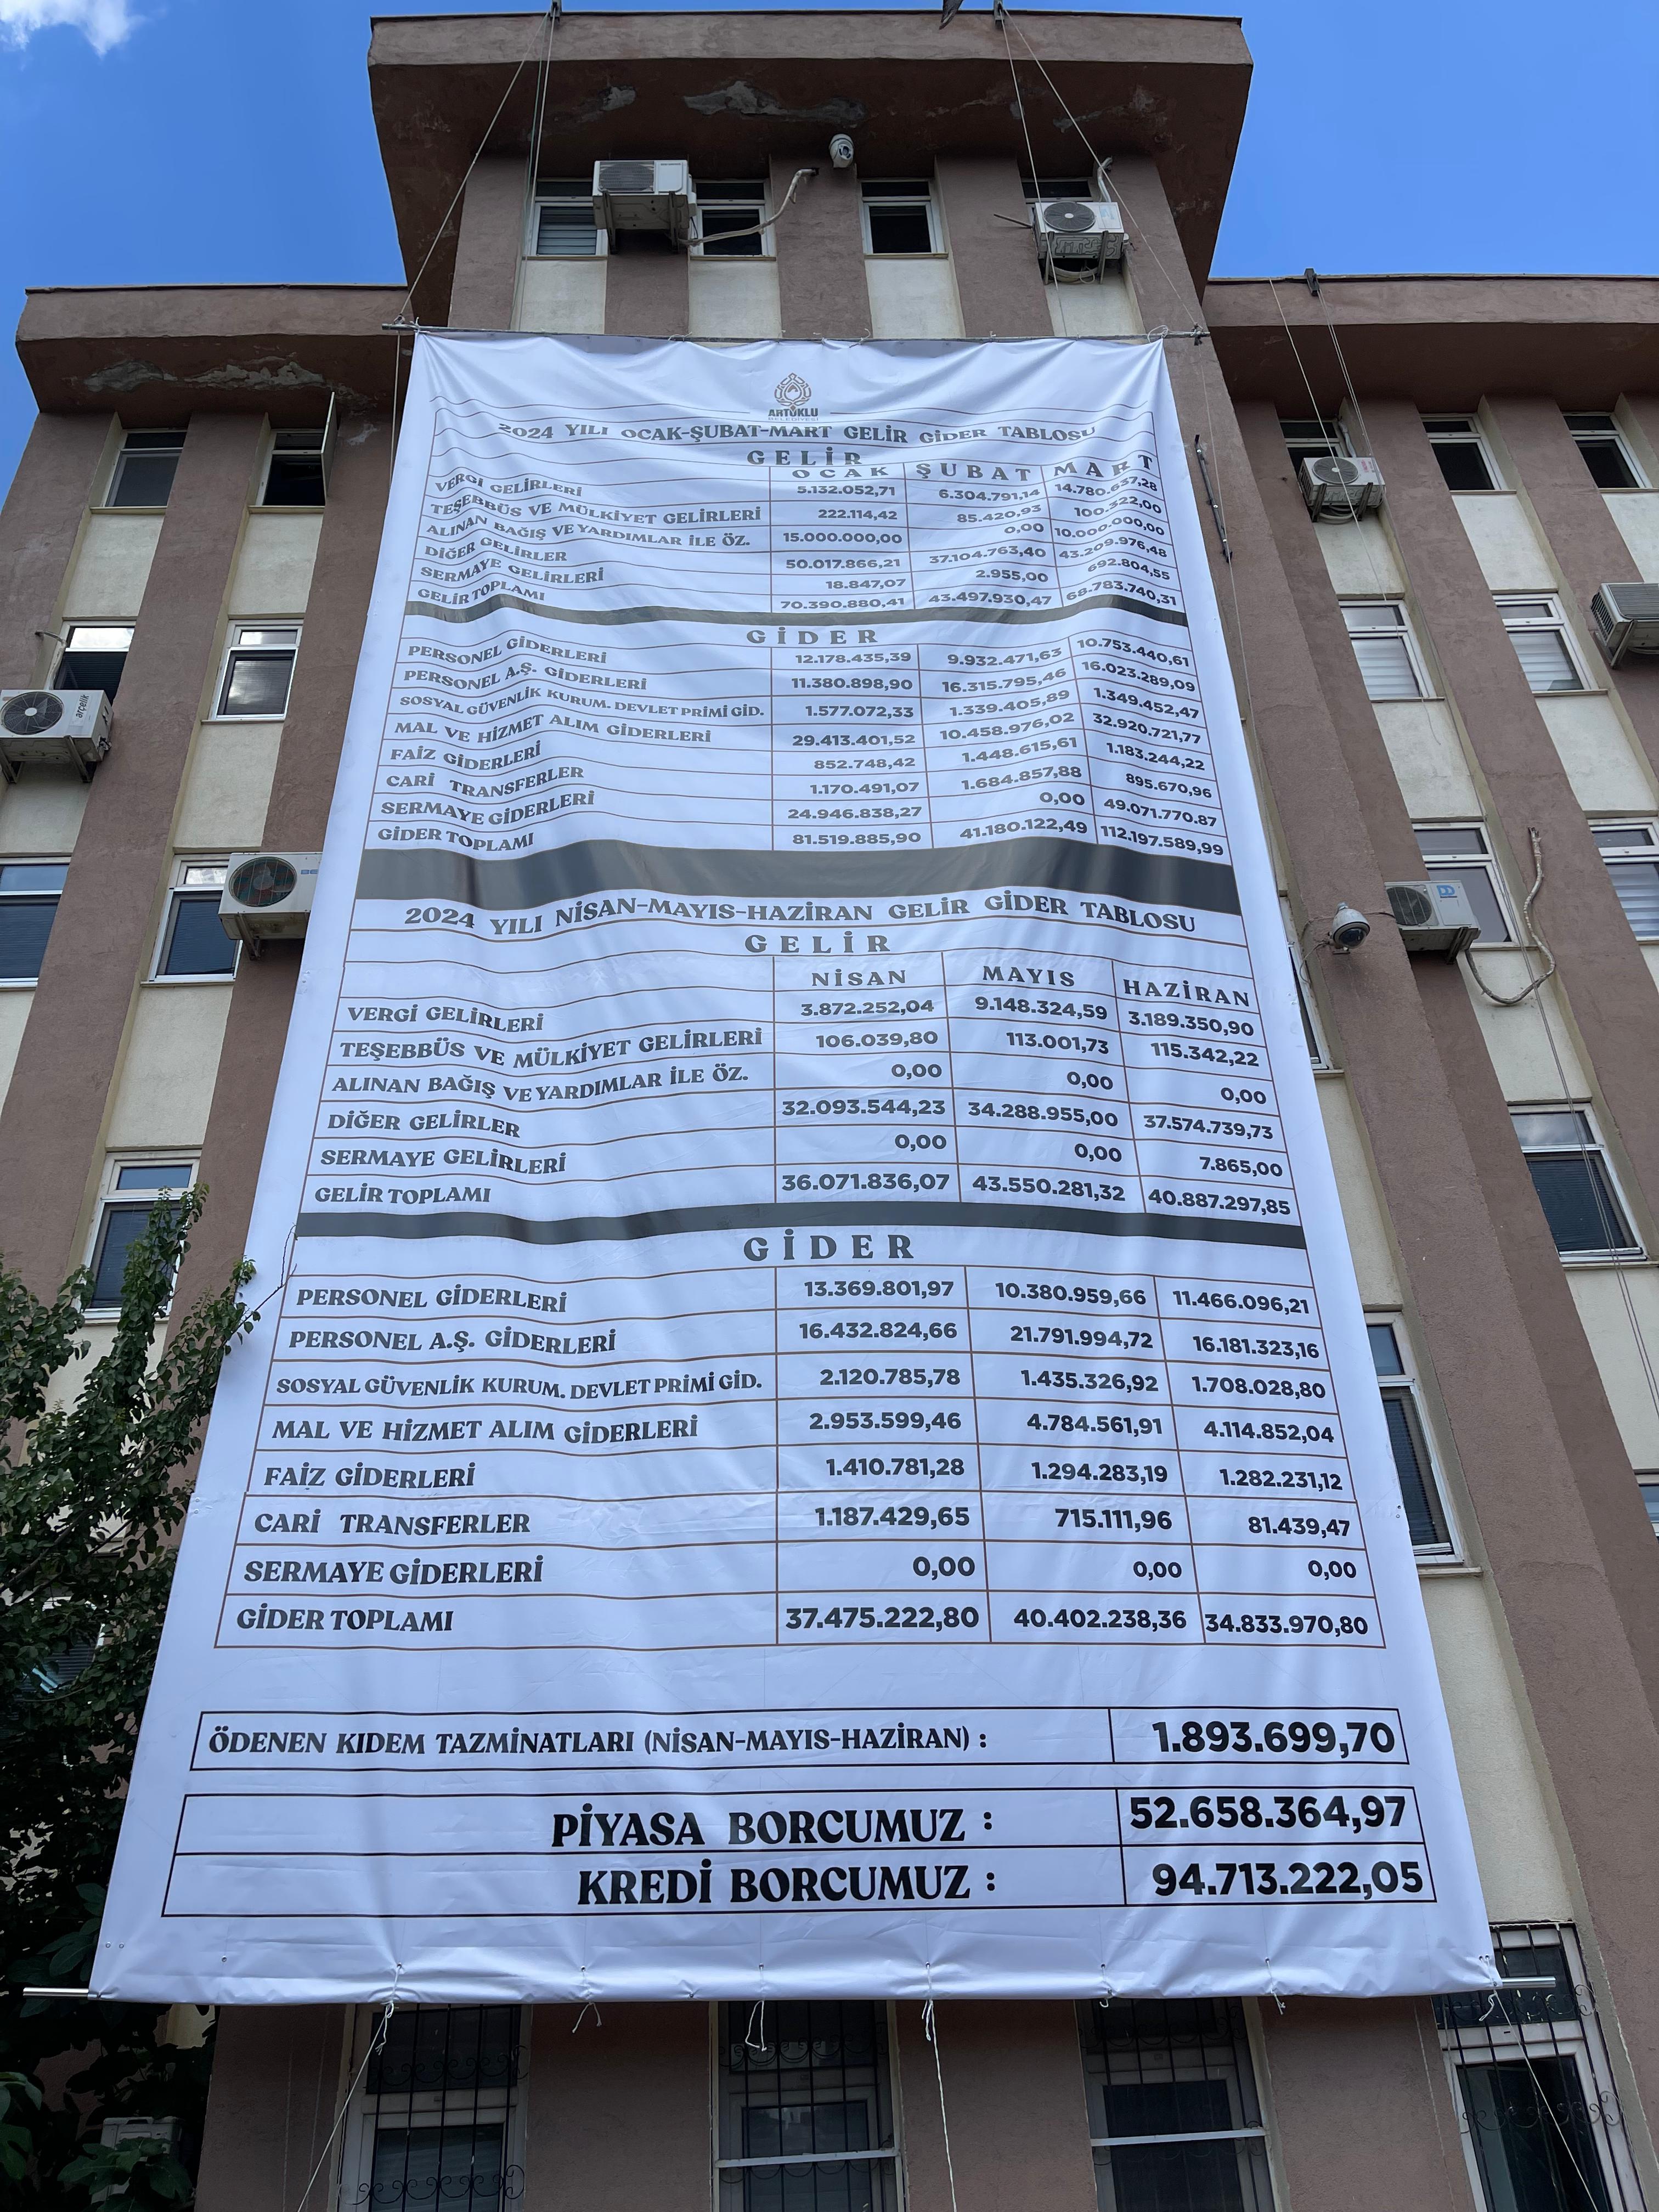 ARTUKLU
BELEDİYESİ
2024 YILI OCAK-ŞUBAT-MART GELİR GİDER TABLOSU
GELİR
OCAK ŞUBAT MART
VERGİ GELİRLERİ 5.132.052,71 6.304.791,14 14.780.637,28
TEŞEBBÜS VE MÜLKİYET GELİRLERİ 222.114,42 85.420,93 100.322,00
ALINAN BAĞIŞ VE YARDIMLAR İLE ÖZ. 15.000.000,00 0,00 10.000.000,00
DİĞER GELİRLER 50.017.866,21 37.104.763,40 43.209.976,48
SERMAYE GELİRLERİ 18.847,07 2.955,00 692.804,55
GELİR TOPLAMI 70.390.880,41 43.497.930,47 68.783.740,31
GİDER
PERSONEL GİDERLERİ 12.178.435,39 9.932.471,63 10.753.440,61
PERSONEL A.Ş. GİDERLERİ 11.380.898,90 16.315.795,46 16.023.289,09
SOSYAL GÜVENLİK KURUM. DEVLET PRİMİ GİD. 1.577.072,33 1.339.405,89 1.349.452,47
MAL VE HİZMET ALIM GİDERLERİ 29.413.401,52 10.458.976,02 32.920.721,77
FAİZ GİDERLERİ 852.748,42 1.448.615,61 1.183.244,22
CARİ TRANSFERLER 1.170.491,07 1.684.857,88 895.670,96
SERMAYE GİDERLERİ 24.946.838,27 0,00 49.071.770.87
GİDER TOPLAMI 81.519.885,90 41.180.122,49 112.197.589,99
2024 YILI NİSAN-MAYIS-HAZİRAN GELİR GİDER TABLOSU
GELİR
NİSAN MAYIS HAZİRAN
VERGİ GELİRLERİ 3.872.252,04 9.148.324,59 3.189.350,90
TEŞEBBÜS VE MÜLKİYET GELİRLERİ 106.039,80 113.001,73 115.342,22
ALINAN BAĞIŞ VE YARDIMLAR İLE ÖZ. 0,00 0,00 0,00
DİĞER GELİRLER 32.093.544,23 34.288.955,00 37.574.739,73
SERMAYE GELİRLERİ 0,00 0,00 7.865,00
GELİR TOPLAMI 36.071.836,07 43.550.281,32 40.887.297,85
GİDER
PERSONEL GİDERLERİ 13.369.801,97 10.380.959,66 11.466.096,21
PERSONEL A.Ş. GİDERLERİ 16.432.824,66 21.791.994,72 16.181.323,16
SOSYAL GÜVENLİK KURUM. DEVLET PRİMİ GİD. 2.120.785,78 1.435.326,92 1.708.028,80
MAL VE HİZMET ALIM GİDERLERİ 2.953.599,46 4.784.561,91 4.114.852,04
FAİZ GİDERLERİ 1.410.781,28 1.294.283,19 1.282.231,12
CARİ TRANSFERLER 1.187.429,65 715.111,96 81.439,47
SERMAYE GİDERLERİ 0,00 0,00 0,00
GİDER TOPLAMI 37.475.222,80 40.402.238,36 34.833.970,80
ÖDENEN KIDEM TAZMİNATLARI (NİSAN-MAYIS-HAZİRAN) : 1.893.699,70
PİYASA BORCUMUZ : 52.658.364,97
KREDİ BORCUMUZ : 94.713.222,05
arçelik